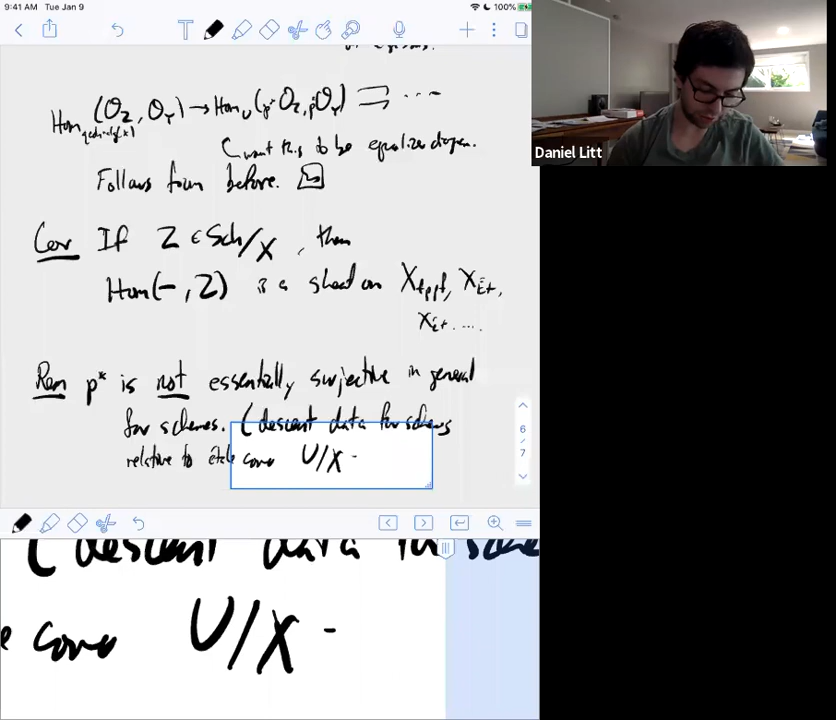 9:41 AM Tue Jan 9
100%
Hom (O_Z, O_Y) → Hom_U (p* O_Z, p* O_Y) ⇉ ...
want this to be equalizer diagram.
Follows from before.
Cor If Z ∈ Sch/X, then
Hom(-, Z) is a sheaf on X_fppf, X_Ét,
X_ét ....
Rem p* is not essentially surjective in general
for schemes. (descent data for schemes
relative to étale cover U/X -
6
/
7
Daniel Litt
( descent data for schem
e cover U/X -